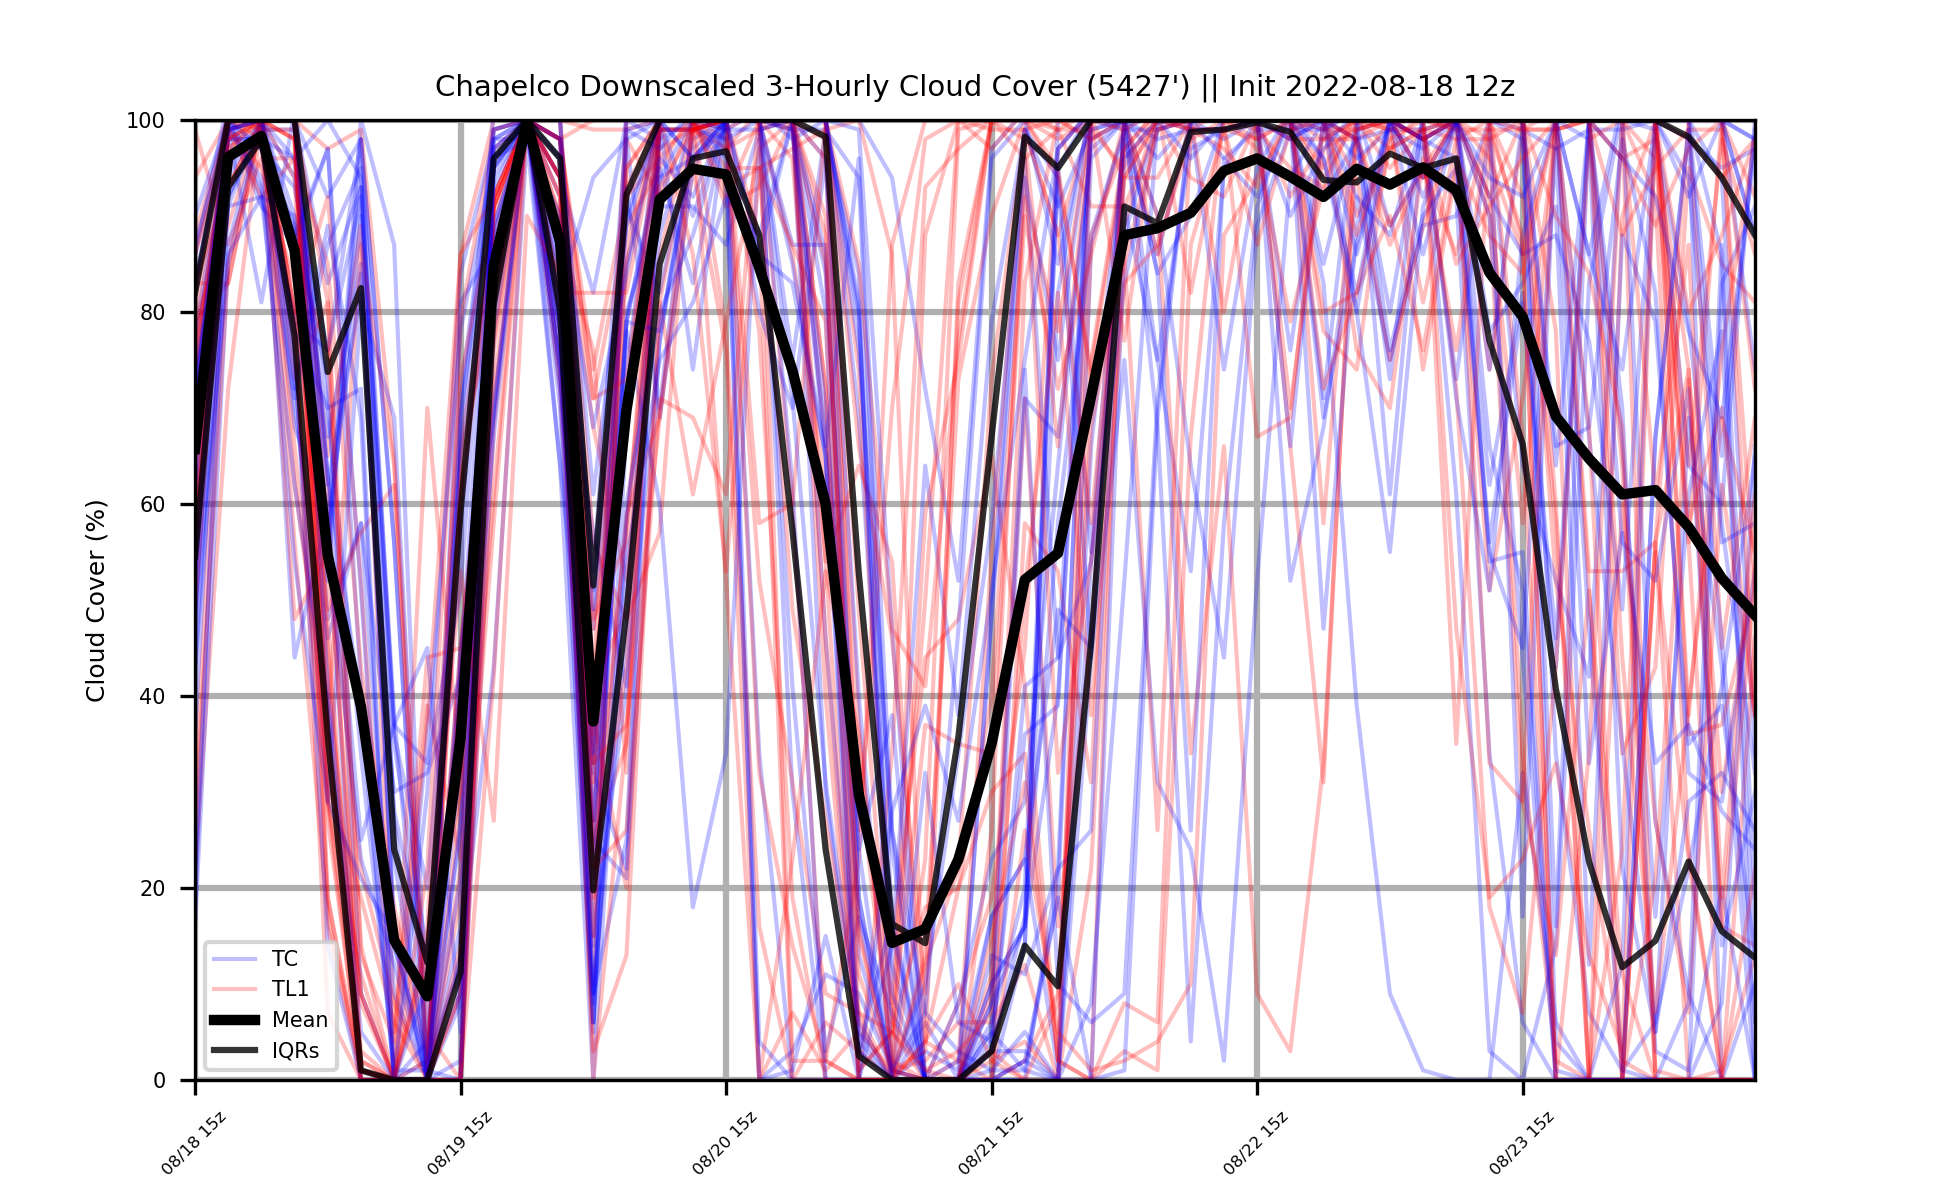 Chapelco Downscaled 3-Hourly Cloud Cover (5427') || Init 2022-08-18 12z
Cloud Cover (%)
100
80
60
40
20
0
TC
TL1
Mean
IQRs
08/18 15z
08/19 15z
08/20 15z
08/21 15z
08/22 15z
08/23 15z